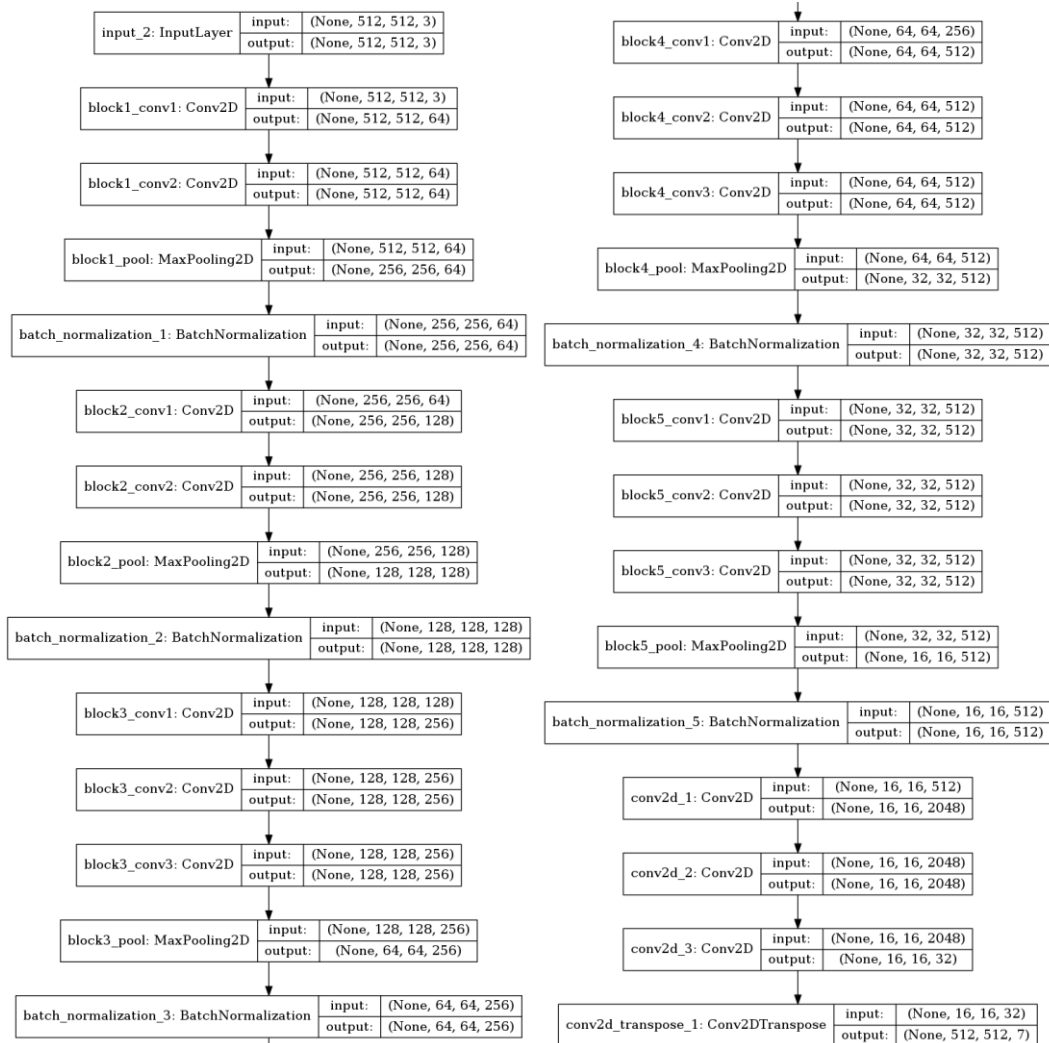 input_2: InputLayer
input: (None, 512, 512, 3)
output: (None, 512, 512, 3)
block1_conv1: Conv2D
input: (None, 512, 512, 3)
output: (None, 512, 512, 64)
block1_conv2: Conv2D
input: (None, 512, 512, 64)
output: (None, 512, 512, 64)
block1_pool: MaxPooling2D
input: (None, 512, 512, 64)
output: (None, 256, 256, 64)
batch_normalization_1: BatchNormalization
input: (None, 256, 256, 64)
output: (None, 256, 256, 64)
block2_conv1: Conv2D
input: (None, 256, 256, 64)
output: (None, 256, 256, 128)
block2_conv2: Conv2D
input: (None, 256, 256, 128)
output: (None, 256, 256, 128)
block2_pool: MaxPooling2D
input: (None, 256, 256, 128)
output: (None, 128, 128, 128)
batch_normalization_2: BatchNormalization
input: (None, 128, 128, 128)
output: (None, 128, 128, 128)
block3_conv1: Conv2D
input: (None, 128, 128, 128)
output: (None, 128, 128, 256)
block3_conv2: Conv2D
input: (None, 128, 128, 256)
output: (None, 128, 128, 256)
block3_conv3: Conv2D
input: (None, 128, 128, 256)
output: (None, 128, 128, 256)
block3_pool: MaxPooling2D
input: (None, 128, 128, 256)
output: (None, 64, 64, 256)
batch_normalization_3: BatchNormalization
input: (None, 64, 64, 256)
output: (None, 64, 64, 256)
block4_conv1: Conv2D
input: (None, 64, 64, 256)
output: (None, 64, 64, 512)
block4_conv2: Conv2D
input: (None, 64, 64, 512)
output: (None, 64, 64, 512)
block4_conv3: Conv2D
input: (None, 64, 64, 512)
output: (None, 64, 64, 512)
block4_pool: MaxPooling2D
input: (None, 64, 64, 512)
output: (None, 32, 32, 512)
batch_normalization_4: BatchNormalization
input: (None, 32, 32, 512)
output: (None, 32, 32, 512)
block5_conv1: Conv2D
input: (None, 32, 32, 512)
output: (None, 32, 32, 512)
block5_conv2: Conv2D
input: (None, 32, 32, 512)
output: (None, 32, 32, 512)
block5_conv3: Conv2D
input: (None, 32, 32, 512)
output: (None, 32, 32, 512)
block5_pool: MaxPooling2D
input: (None, 32, 32, 512)
output: (None, 16, 16, 512)
batch_normalization_5: BatchNormalization
input: (None, 16, 16, 512)
output: (None, 16, 16, 512)
conv2d_1: Conv2D
input: (None, 16, 16, 512)
output: (None, 16, 16, 2048)
conv2d_2: Conv2D
input: (None, 16, 16, 2048)
output: (None, 16, 16, 2048)
conv2d_3: Conv2D
input: (None, 16, 16, 2048)
output: (None, 16, 16, 32)
conv2d_transpose_1: Conv2DTranspose
input: (None, 16, 16, 32)
output: (None, 512, 512, 7)